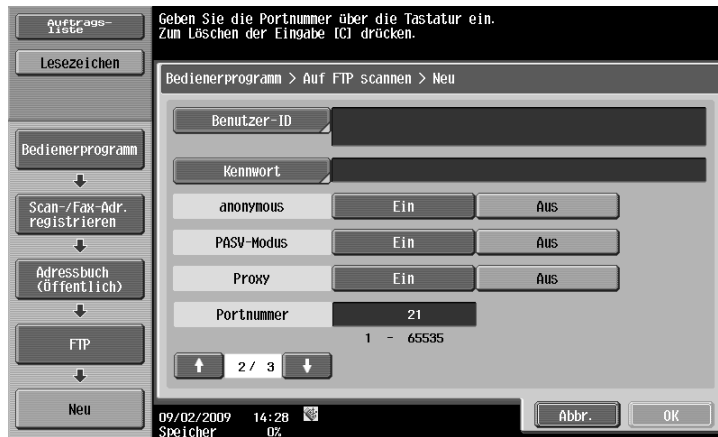 Auftrags-
liste
Lesezeichen
Bedienerprogramm
Scan-/Fax-Adr.
registrieren
Adressbuch
(Öffentlich)
FTP
Neu
Geben Sie die Portnummer über die Tastatur ein.
Zum Löschen der Eingabe [C] drücken.
Bedienerprogramm > Auf FTP scannen > Neu
Benutzer-ID
Kennwort
anonymous Ein Aus
PASV-Modus Ein Aus
Proxy Ein Aus
Portnummer 21
1 - 65535
2/ 3
09/02/2009 14:28
Speicher 0%
Abbr. OK